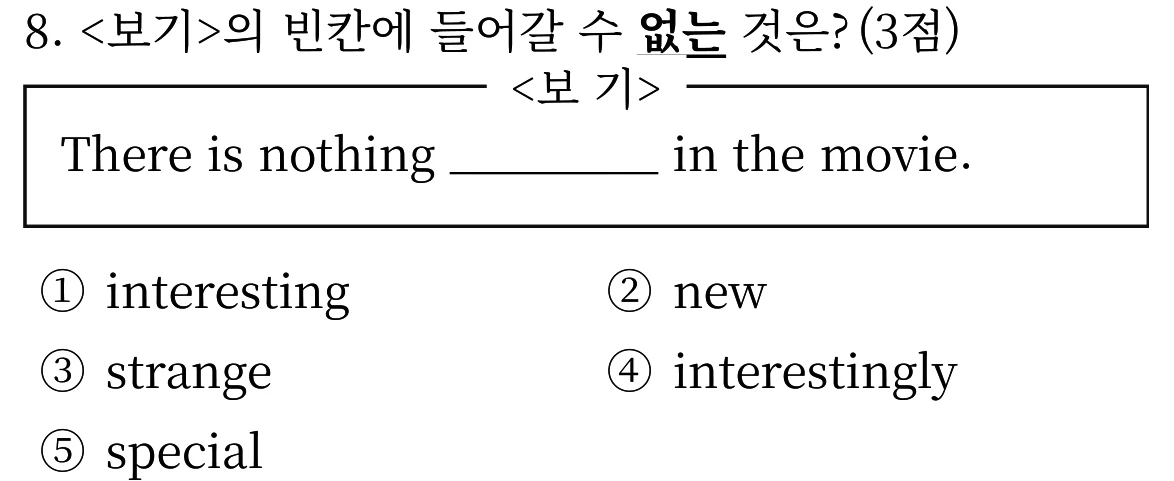 8. <보기>의 빈칸에 들어갈 수 없는 것은?(3점)
<보 기>
There is nothing ________ in the movie.
① interesting ② new
③ strange ④ interestingly
⑤ special